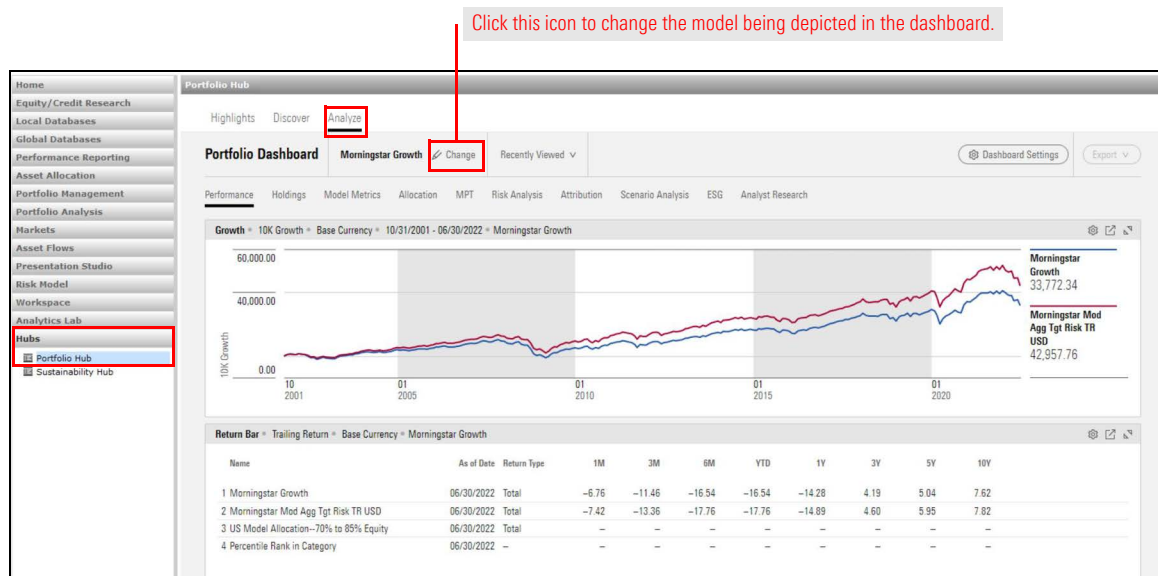 Click this icon to change the model being depicted in the dashboard.
Home
Equity/Credit Research
Local Databases
Global Databases
Performance Reporting
Asset Allocation
Portfolio Management
Portfolio Analysis
Markets
Asset Flows
Presentation Studio
Risk Model
Workspace
Analytics Lab
Hubs
Portfolio Hub
Sustainability Hub
Portfolio Hub
Highlights Discover Analyze
Portfolio Dashboard Morningstar Growth Change Recently Viewed Dashboard Settings Export
Performance Holdings Model Metrics Allocation MPT Risk Analysis Attribution Scenario Analysis ESG Analyst Research
Growth 10K Growth Base Currency 10/31/2001 - 06/30/2022 Morningstar Growth
60,000.00
40,000.00
0.00
10K Growth
10 01 01 01 01
2001 2005 2010 2015 2020
Morningstar
Growth
33,772.34
Morningstar Mod
Agg Tgt Risk TR
USD
42,957.76
Return Bar Trailing Return Base Currency Morningstar Growth
Name As of Date Return Type 1M 3M 6M YTD 1Y 3Y 5Y 10Y
1 Morningstar Growth 06/30/2022 Total −6.76 −11.46 −16.54 −16.54 −14.28 4.19 5.04 7.62
2 Morningstar Mod Agg Tgt Risk TR USD 06/30/2022 Total −7.42 −13.36 −17.76 −17.76 −14.89 4.60 5.95 7.82
3 US Model Allocation--70% to 85% Equity 06/30/2022 Total – – – – – – – –
4 Percentile Rank in Category 06/30/2022 – – – – – – – – –